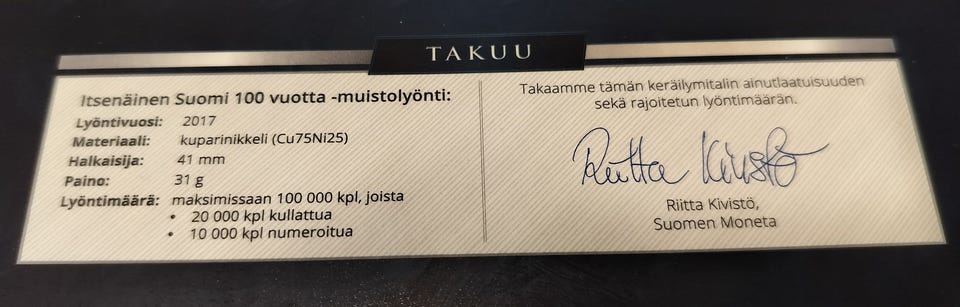 TAKUU
Itsenäinen Suomi 100 vuotta -muistolyönti:
Lyöntivuosi: 2017
Materiaali: kuparinikkeli (Cu75Ni25)
Halkaisija: 41 mm
Paino: 31 g
Lyöntimäärä: maksimissaan 100 000 kpl, joista
• 20 000 kpl kullattua
• 10 000 kpl numeroitua
Takaamme tämän keräilymitalin ainutlaatuisuuden
sekä rajoitetun lyöntimäärän.
Riitta Kivistö
Riitta Kivistö,
Suomen Moneta